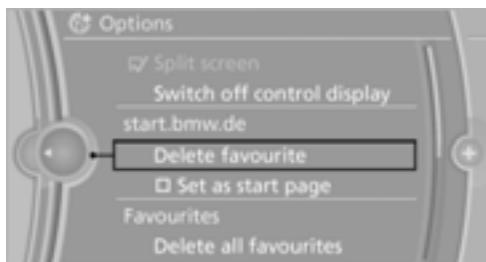 Options
Split screen
Switch off control display
start.bmw.de
Delete favourite
Set as start page
Favourites
Delete all favourites